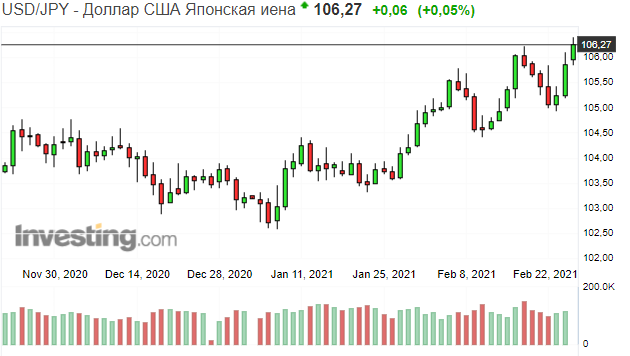 USD/JPY - Доллар США Японская иена 106,27 +0,06 (+0,05%)
106,27
106,00
105,50
105,00
104,50
104,00
103,50
103,00
102,50
102,00
Investing.com
Nov 30, 2020 Dec 14, 2020 Dec 28, 2020 Jan 11, 2021 Jan 25, 2021 Feb 8, 2021 Feb 22, 2021
200.0K
0.00